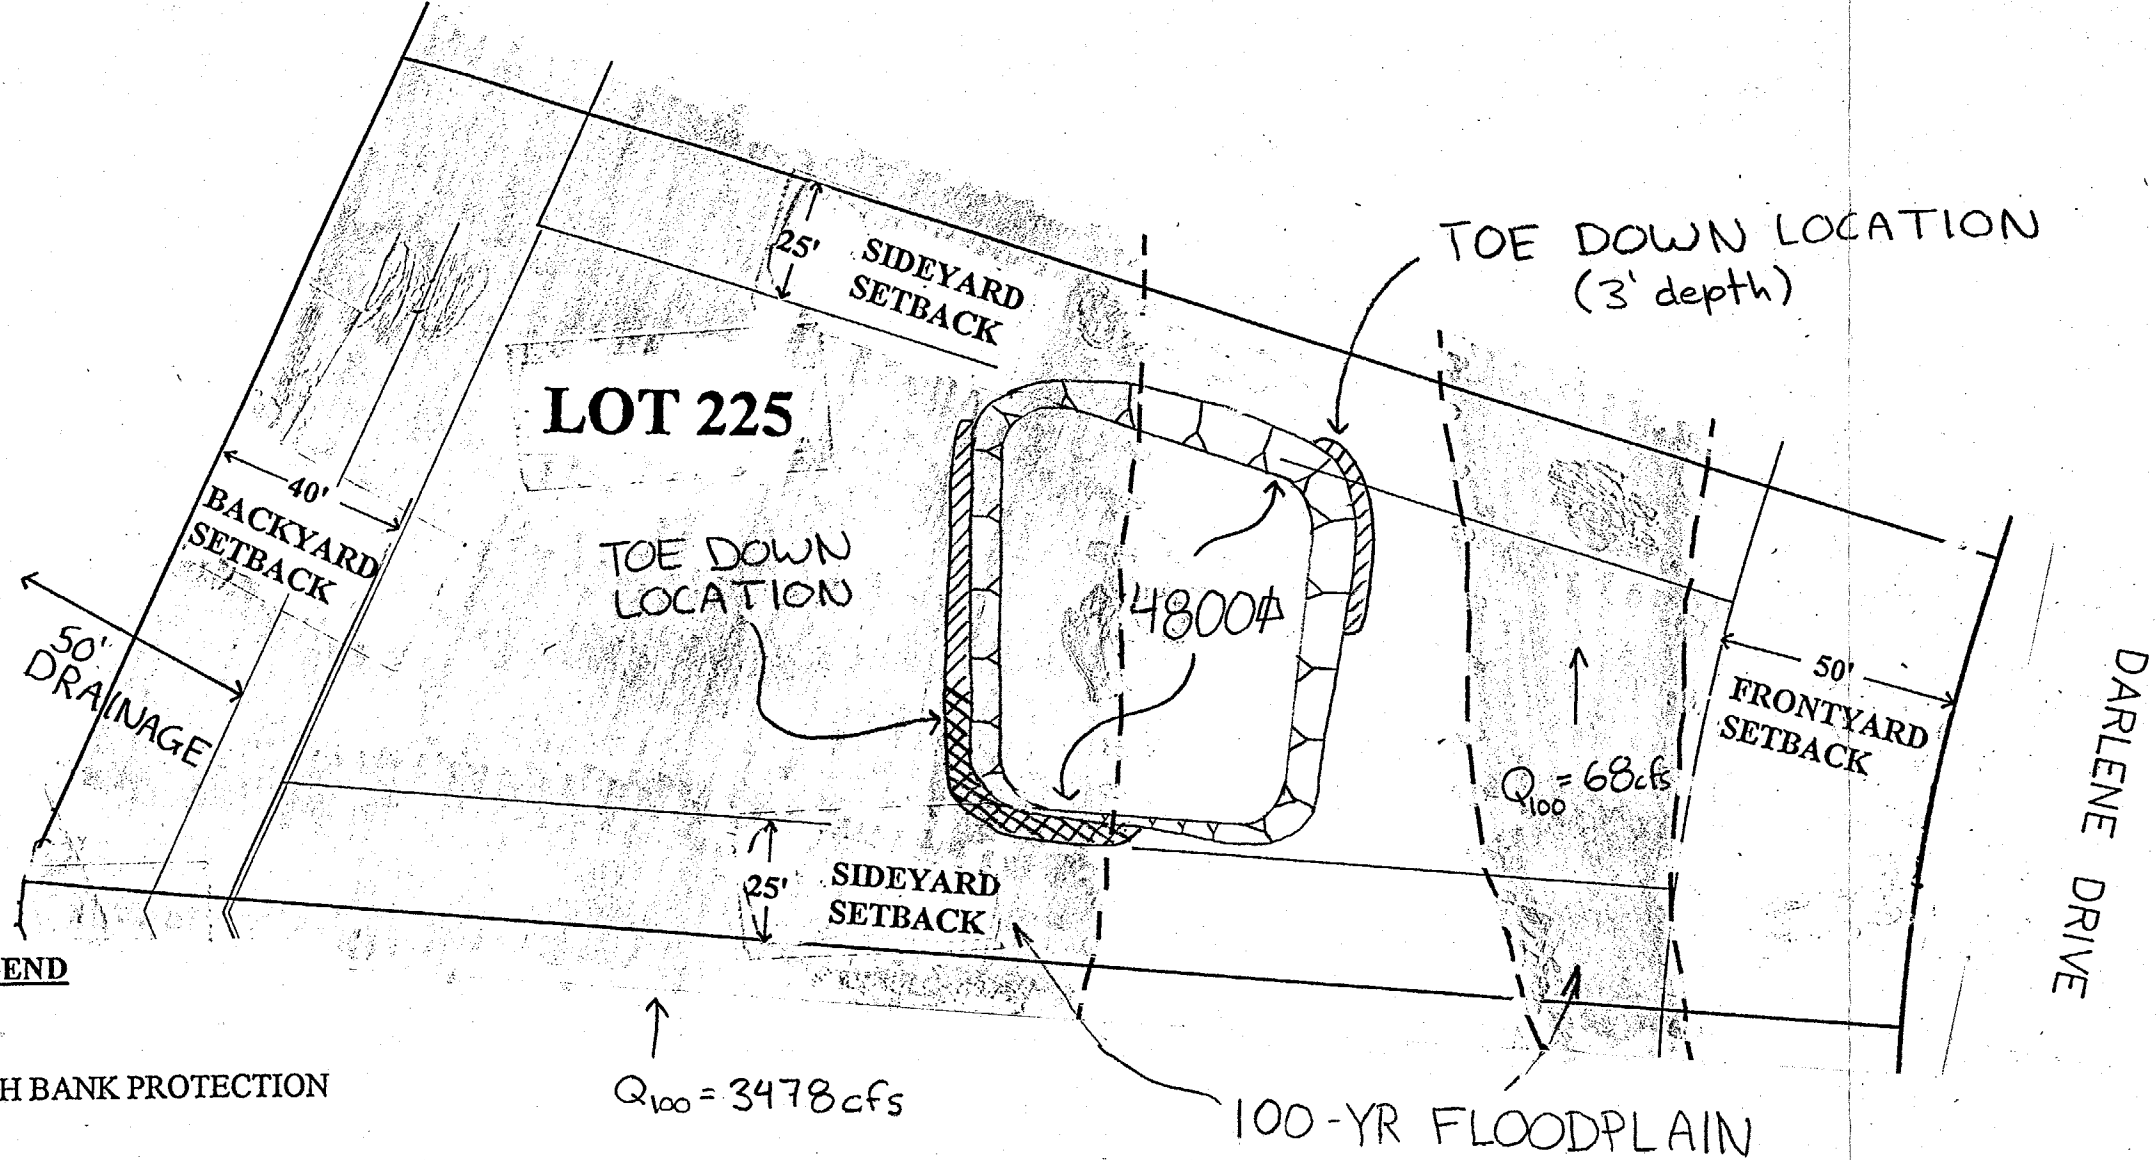 TOE DOWN LOCATION
(3' depth)
25'
SIDEYARD
SETBACK
LOT 225
40'
BACKYARD
SETBACK
TOE DOWN
LOCATION
4800⏍
50'
DRAINAGE
50'
FRONTYARD
SETBACK
DARLENE DRIVE
Q100 = 68cfs
25'
SIDEYARD
SETBACK
END
H BANK PROTECTION
Q100 = 3478cfs
100-YR FLOODPLAIN